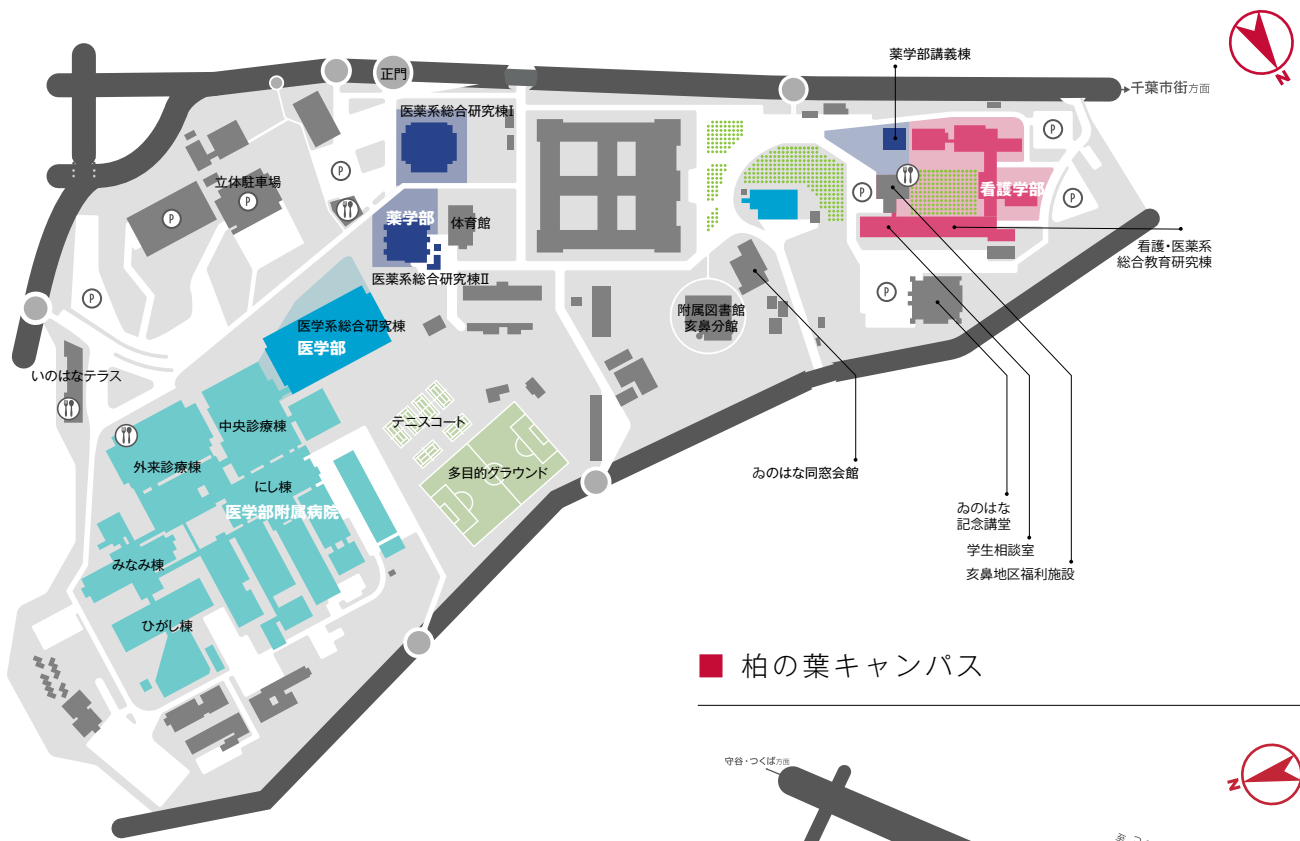 薬学部講義棟
正門
千葉市街方面
N
医薬系総合研究棟I
P
P
立体駐車場
P
P
薬学部
体育館
P
看護学部
P
医薬系総合研究棟II
看護・医薬系
総合教育研究棟
P
P
附属図書館
亥鼻分館
医学系総合研究棟
医学部
いのはなテラス
中央診療棟
テニスコート
外来診療棟
多目的グラウンド
ゐのはな同窓会館
にし棟
医学部附属病院
ゐのはな
記念講堂
学生相談室
亥鼻地区福利施設
みなみ棟
ひがし棟
柏の葉キャンパス
守谷・つくば方面
N